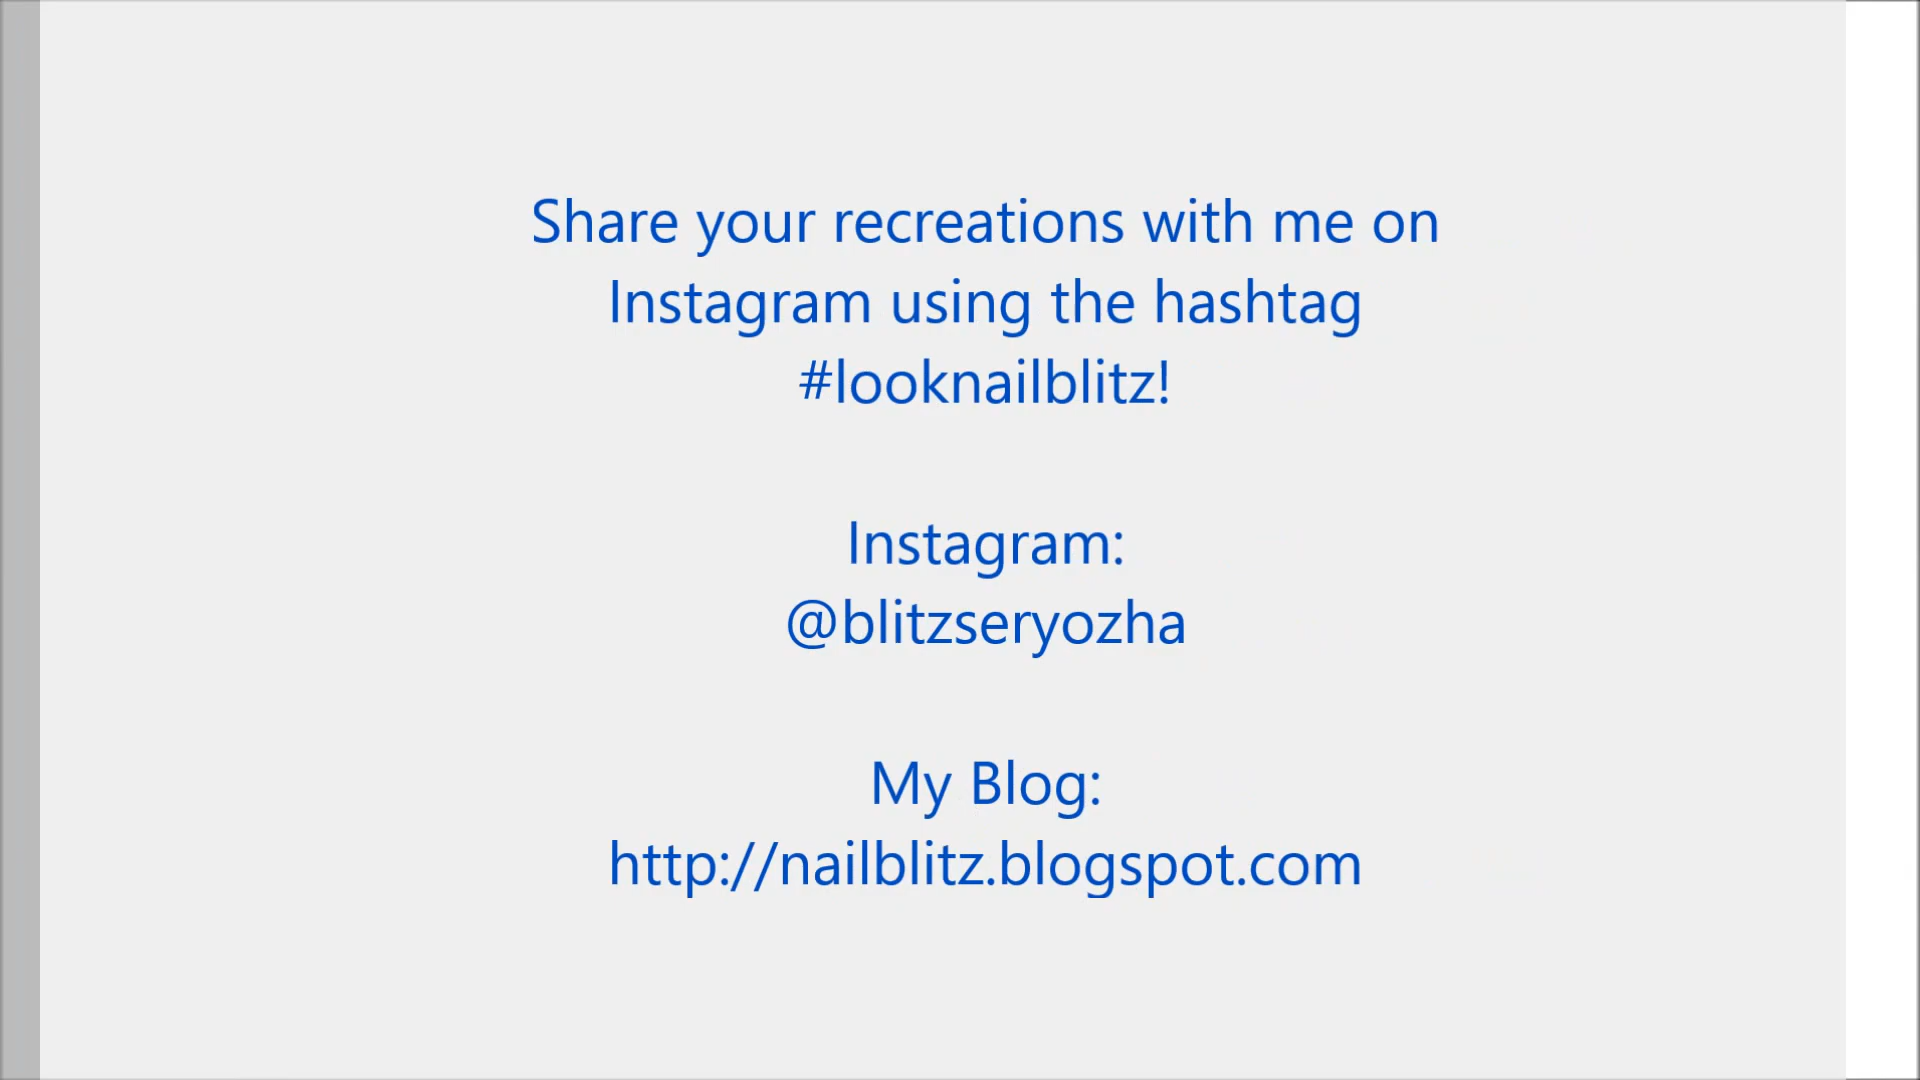 Share your recreations with me on
Instagram using the hashtag
#looknailblitz!
Instagram:
@blitzseryozha
My Blog:
http://nailblitz.blogspot.com